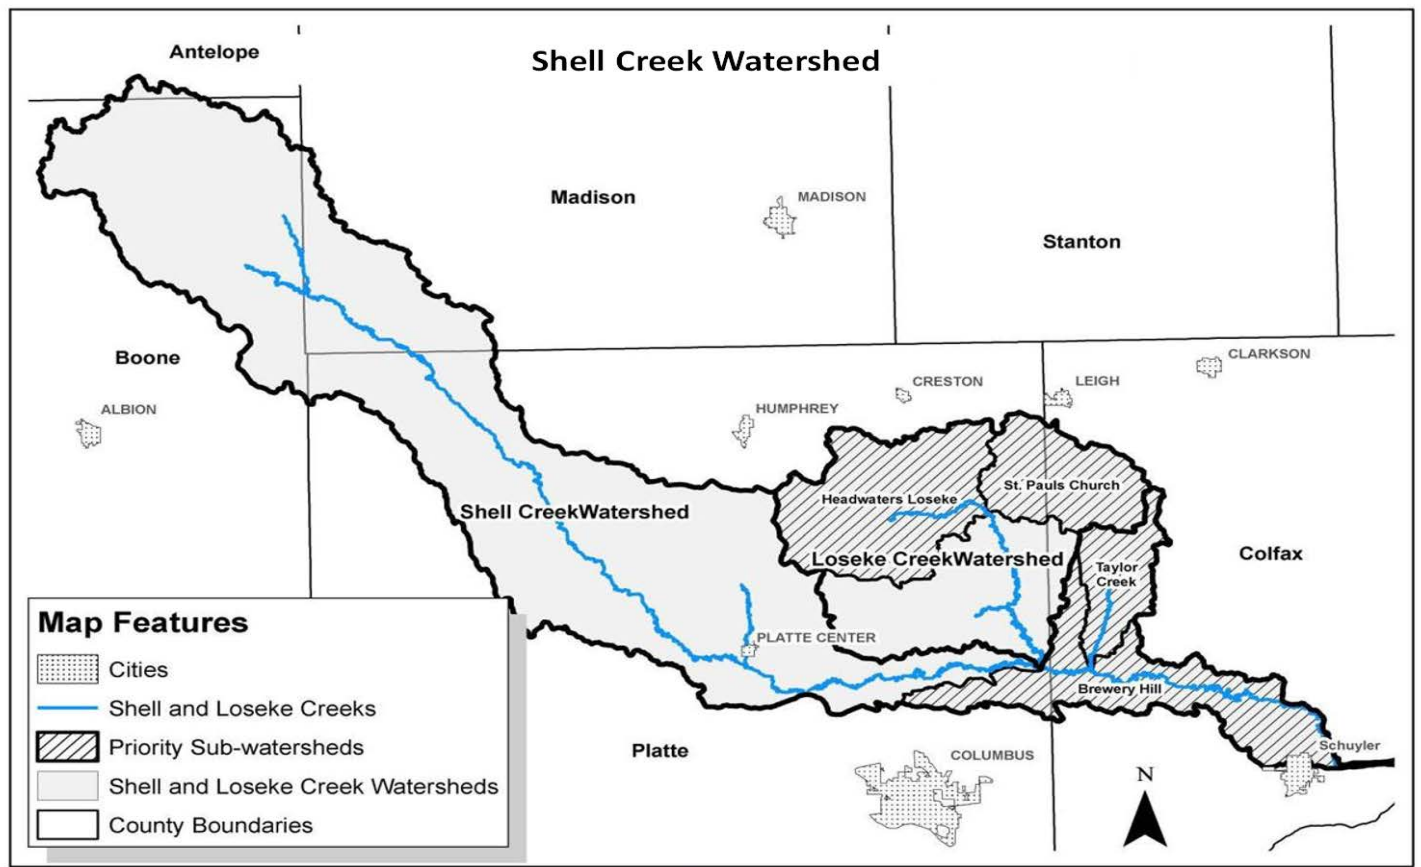 Antelope
Shell Creek Watershed
Madison
MADISON
Stanton
Boone
ALBION
CLARKSON
CRESTON
LEIGH
HUMPHREY
Headwaters Loseke
St. Pauls Church
Shell CreekWatershed
Loseke CreekWatershed
Colfax
Taylor
Creek
PLATTE CENTER
Brewery Hill
Platte
COLUMBUS
Schuyler
N
Map Features
Cities
Shell and Loseke Creeks
Priority Sub-watersheds
Shell and Loseke Creek Watersheds
County Boundaries